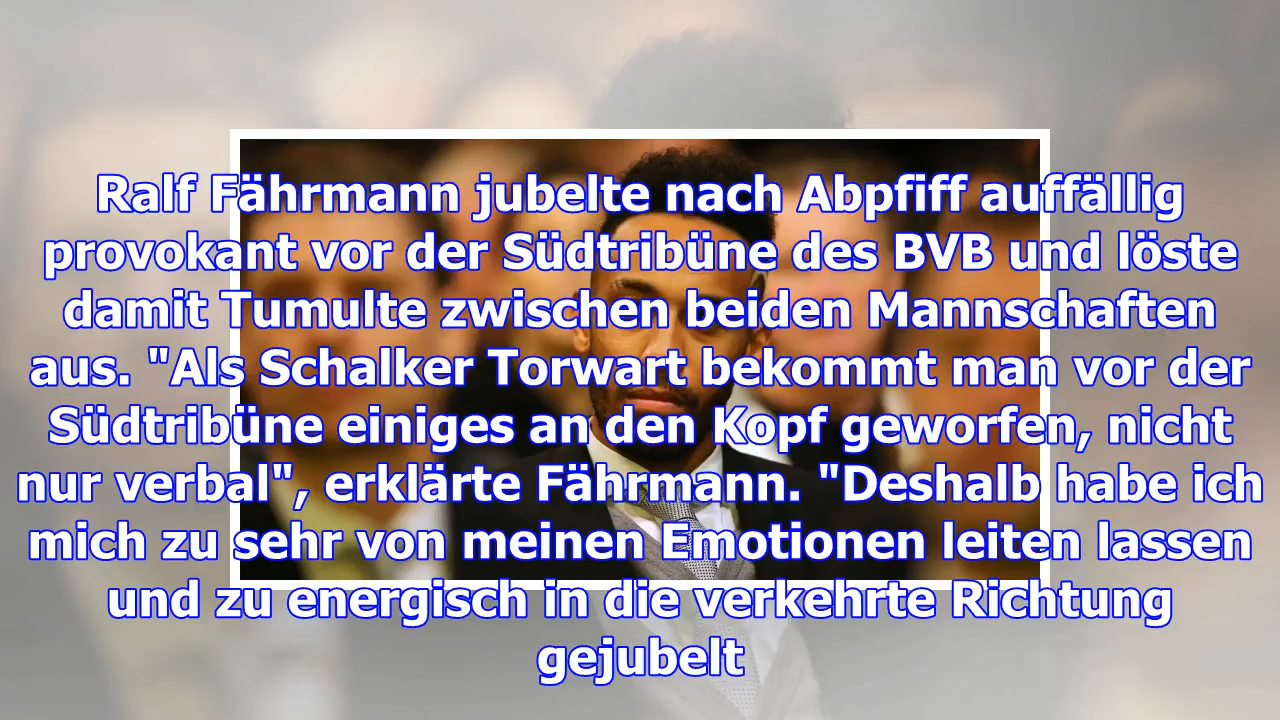 Ralf Fährmann jubelte nach Abpfiff auffällig
provokant vor der Südtribüne des BVB und löste
damit Tumulte zwischen beiden Mannschaften
aus. "Als Schalker Torwart bekommt man vor der
Südtribüne einiges an den Kopf geworfen, nicht
nur verbal", erklärte Fährmann. "Deshalb habe ich
mich zu sehr von meinen Emotionen leiten lassen
und zu energisch in die verkehrte Richtung
gejubelt